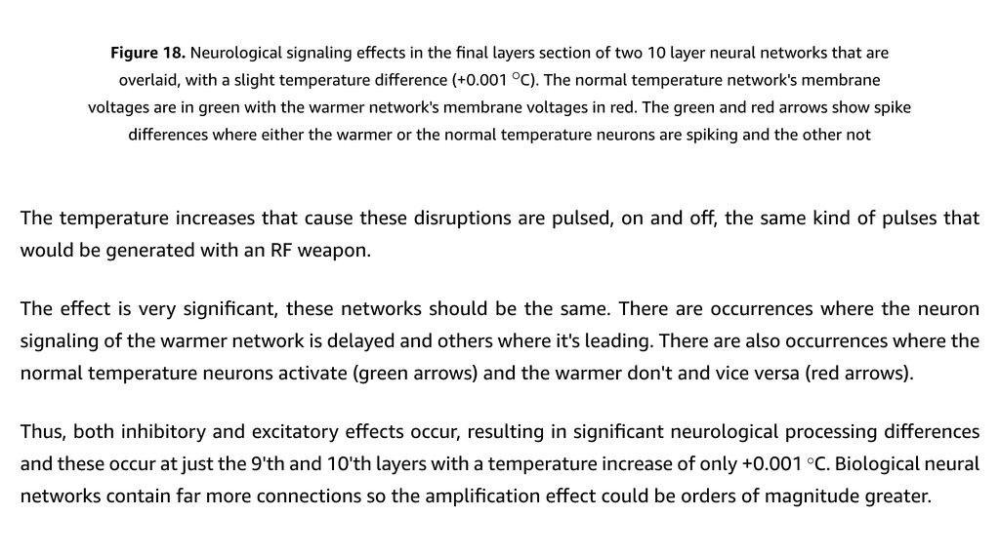 Figure 18. Neurological signaling effects in the final layers section of two 10 layer neural networks that are
overlaid, with a slight temperature difference (+0.001 °C). The normal temperature network's membrane
voltages are in green with the warmer network's membrane voltages in red. The green and red arrows show spike
differences where either the warmer or the normal temperature neurons are spiking and the other not
The temperature increases that cause these disruptions are pulsed, on and off, the same kind of pulses that
would be generated with an RF weapon.
The effect is very significant, these networks should be the same. There are occurrences where the neuron
signaling of the warmer network is delayed and others where it's leading. There are also occurrences where the
normal temperature neurons activate (green arrows) and the warmer don't and vice versa (red arrows).
Thus, both inhibitory and excitatory effects occur, resulting in significant neurological processing differences
and these occur at just the 9'th and 10'th layers with a temperature increase of only +0.001 °C. Biological neural
networks contain far more connections so the amplification effect could be orders of magnitude greater.